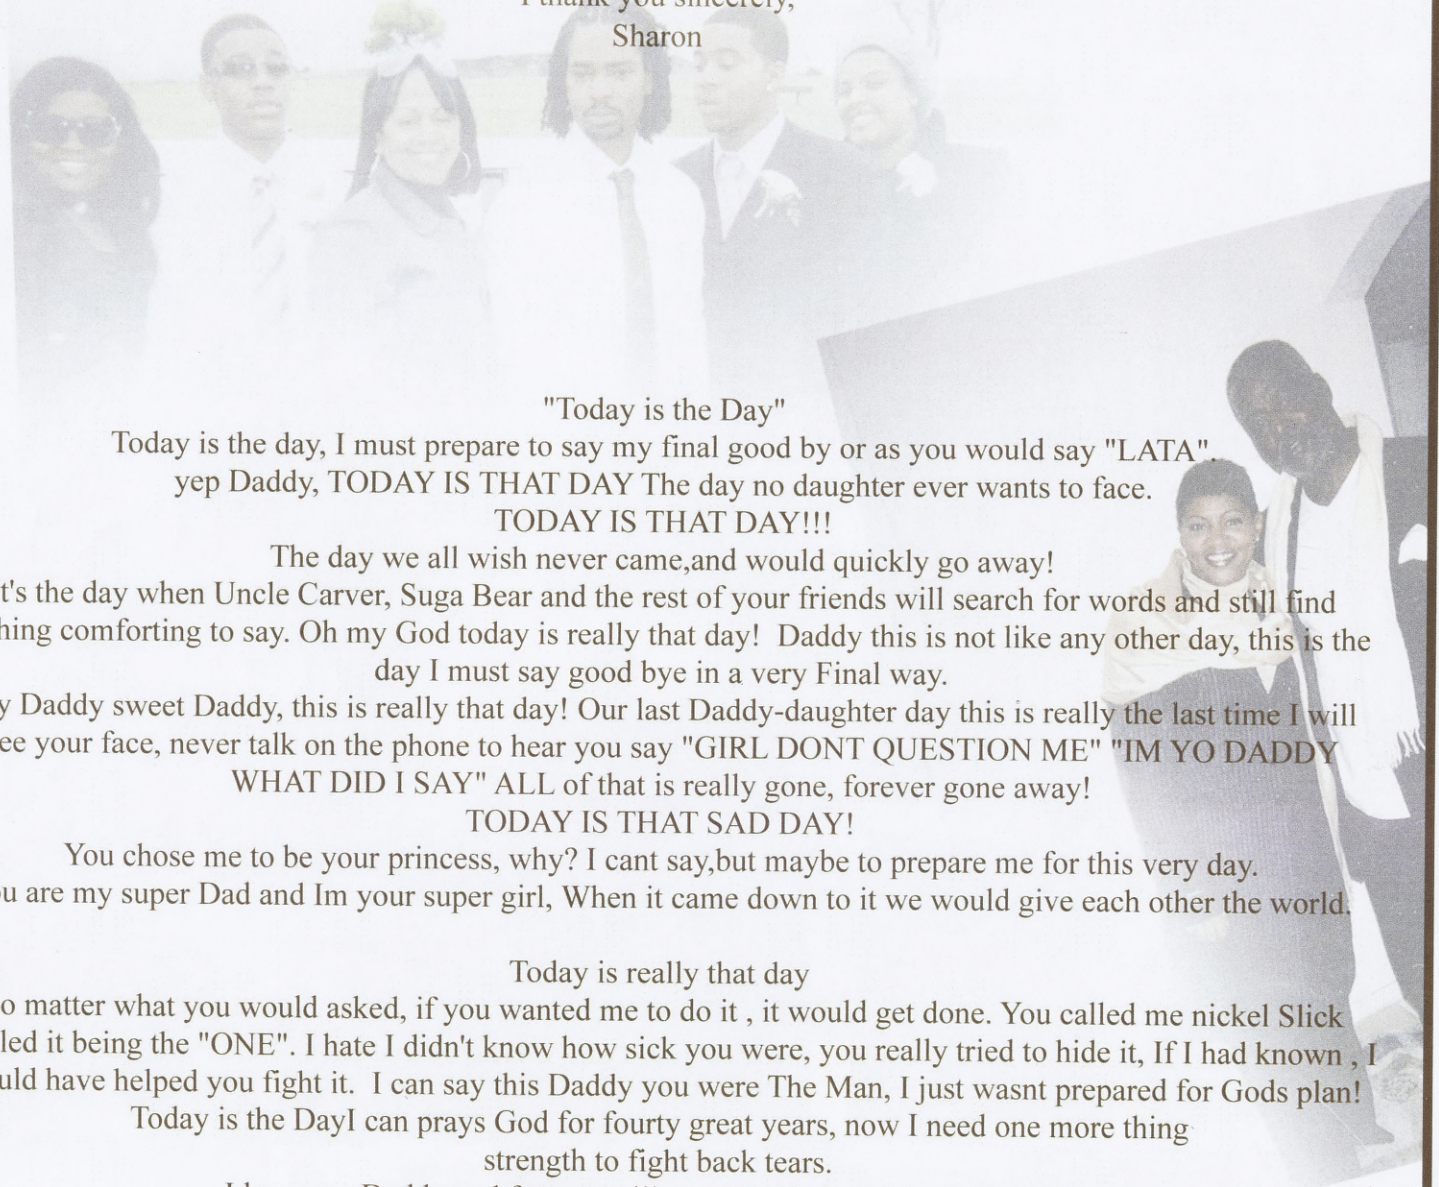 I thank you sincerely,
Sharon
"Today is the Day"
Today is the day, I must prepare to say my final good by or as you would say "LATA".
yep Daddy, TODAY IS THAT DAY The day no daughter ever wants to face.
TODAY IS THAT DAY!!!
The day we all wish never came,and would quickly go away!
t's the day when Uncle Carver, Suga Bear and the rest of your friends will search for words and still find
hing comforting to say. Oh my God today is really that day!  Daddy this is not like any other day, this is the
day I must say good bye in a very Final way.
y Daddy sweet Daddy, this is really that day! Our last Daddy-daughter day this is really the last time I will
ee your face, never talk on the phone to hear you say "GIRL DONT QUESTION ME" "IM YO DADDY
WHAT DID I SAY" ALL of that is really gone, forever gone away!
TODAY IS THAT SAD DAY!
You chose me to be your princess, why? I cant say,but maybe to prepare me for this very day.
u are my super Dad and Im your super girl, When it came down to it we would give each other the world.
Today is really that day
o matter what you would asked, if you wanted me to do it , it would get done. You called me nickel Slick
led it being the "ONE". I hate I didn't know how sick you were, you really tried to hide it, If I had known , I
uld have helped you fight it.  I can say this Daddy you were The Man, I just wasnt prepared for Gods plan!
Today is the DayI can prays God for fourty great years, now I need one more thing
strength to fight back tears.